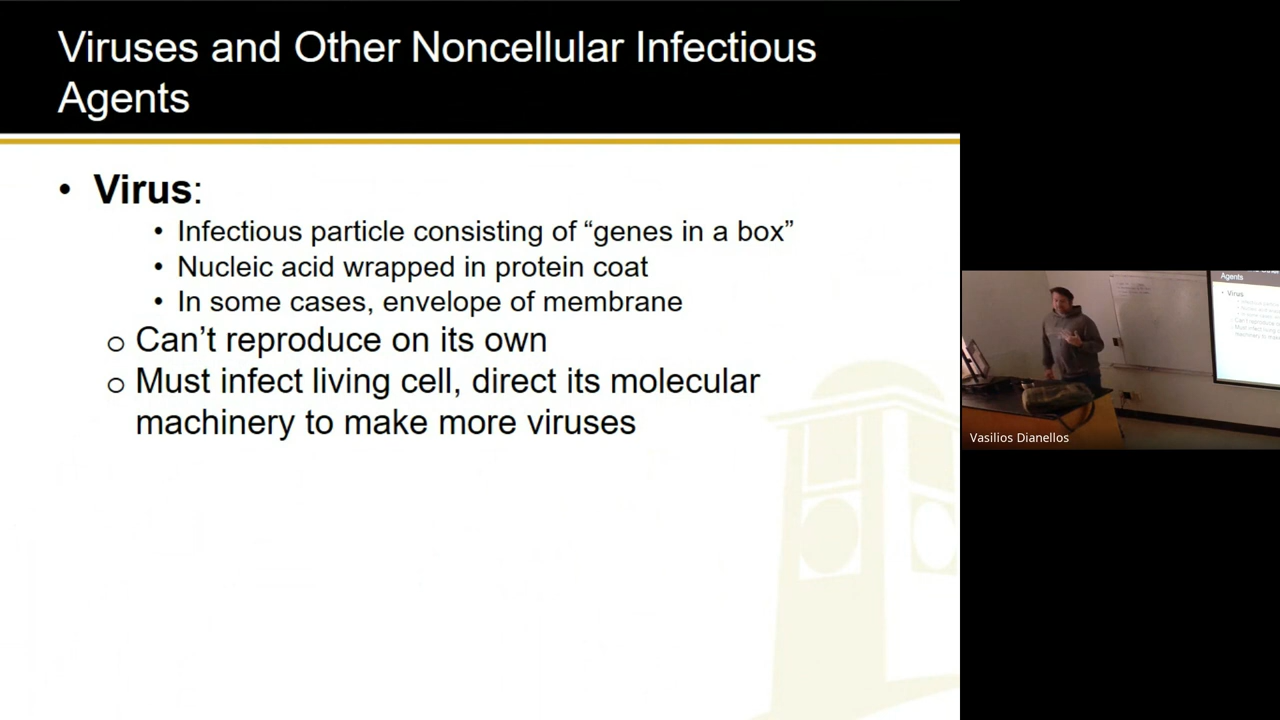 Viruses and Other Noncellular Infectious
Agents
• Virus:
• Infectious particle consisting of “genes in a box”
• Nucleic acid wrapped in protein coat
• In some cases, envelope of membrane
o Can’t reproduce on its own
o Must infect living cell, direct its molecular
machinery to make more viruses
Agents
Virus
Vasilios Dianellos